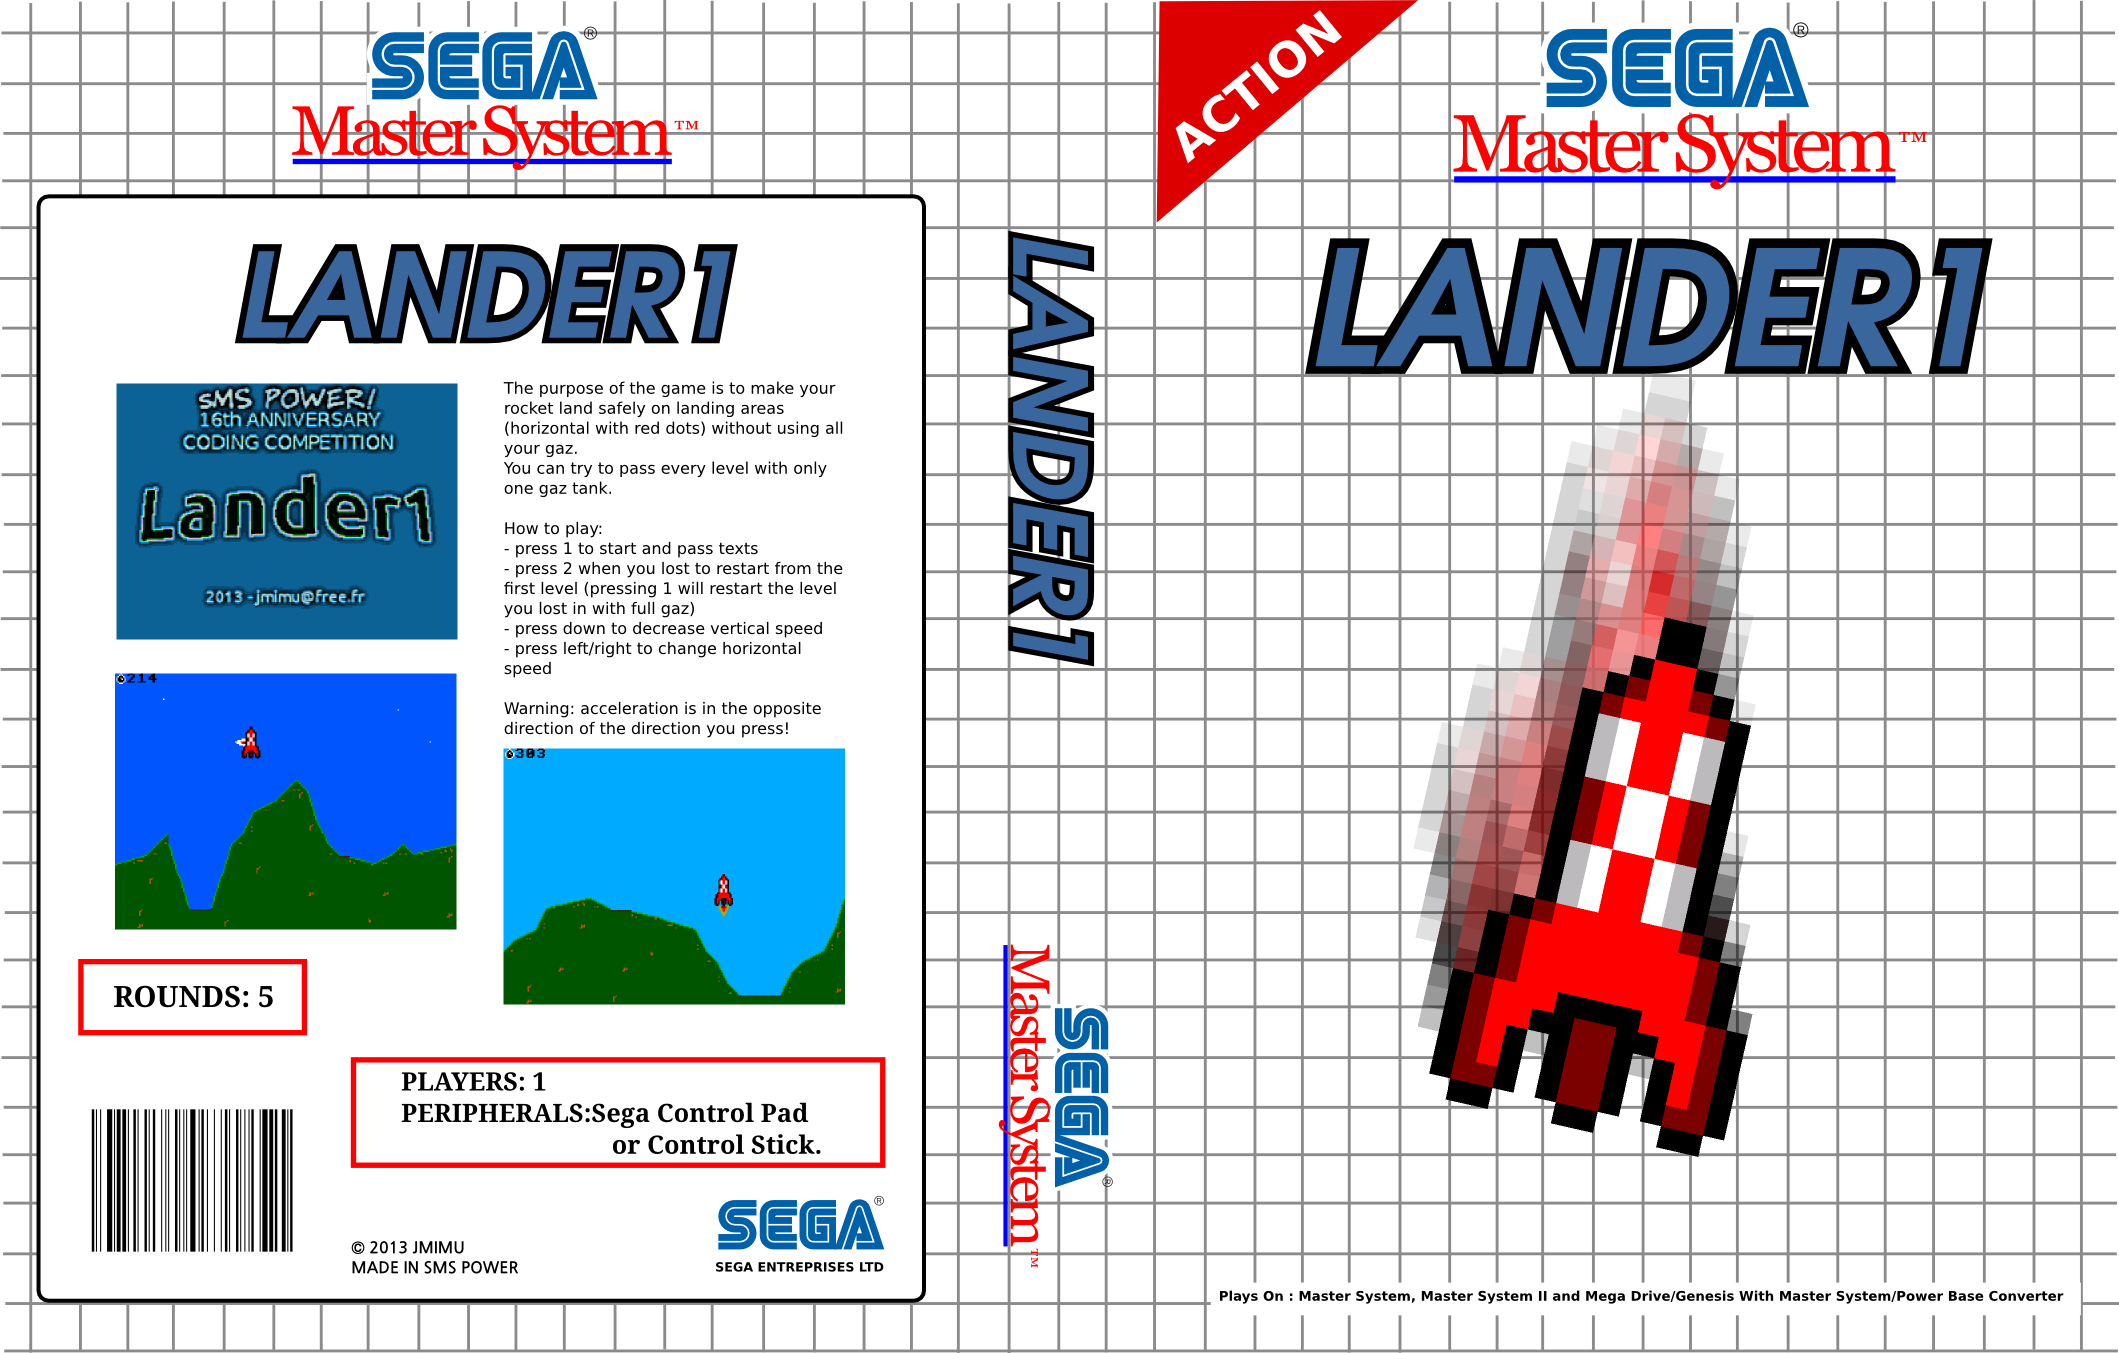 SEGA®
Master System™
LANDER1
SMS POWER!
16th ANNIVERSARY
CODING COMPETITION
Lander1
2013 -jmimu@free.fr
The purpose of the game is to make your
rocket land safely on landing areas
(horizontal with red dots) without using all
your gaz.
You can try to pass every level with only
one gaz tank.
How to play:
- press 1 to start and pass texts
- press 2 when you lost to restart from the
first level (pressing 1 will restart the level
you lost in with full gaz)
- press down to decrease vertical speed
- press left/right to change horizontal
speed
Warning: acceleration is in the opposite
direction of the direction you press!
214
ROUNDS: 5
PLAYERS: 1
PERIPHERALS:Sega Control Pad
or Control Stick.
© 2013 JMIMU
MADE IN SMS POWER
SEGA®
SEGA ENTREPRISES LTD
LANDER1
SEGA®
Master System™
ACTION
SEGA®
Master System™
LANDER1
Plays On : Master System, Master System II and Mega Drive/Genesis With Master System/Power Base Converter